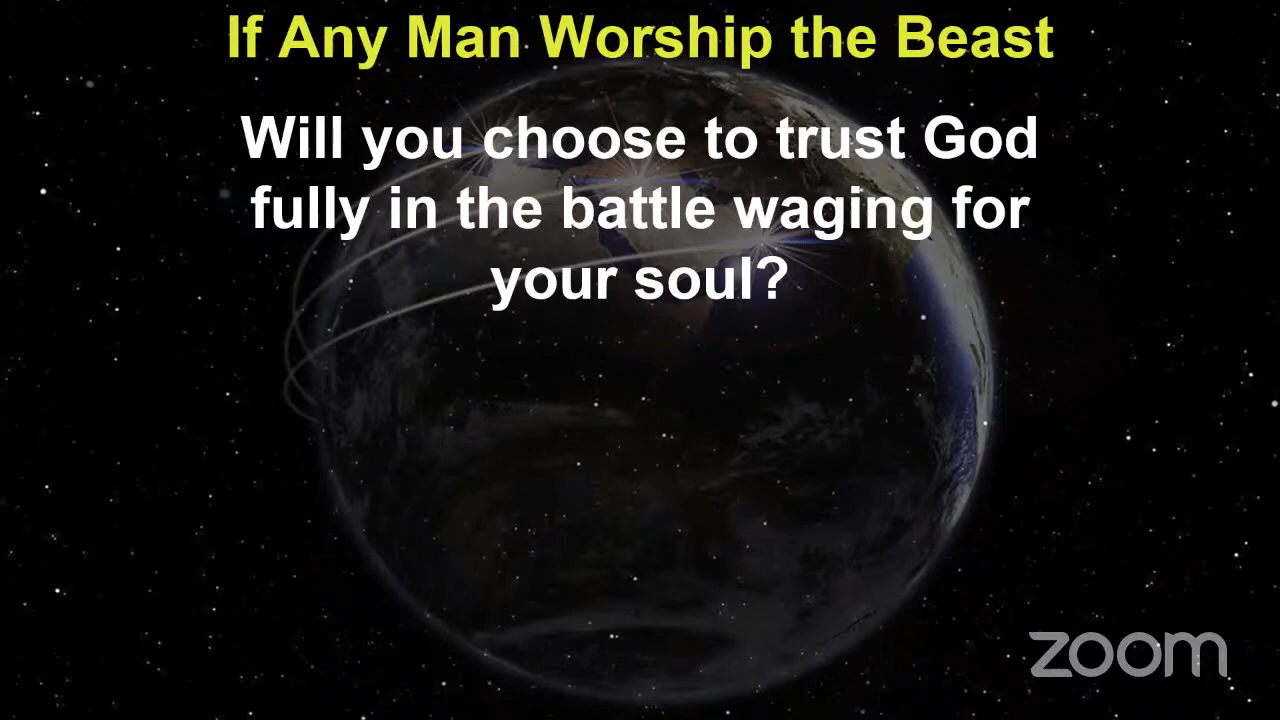 If Any Man Worship the Beast
Will you choose to trust God
fully in the battle waging for
your soul?
zoom